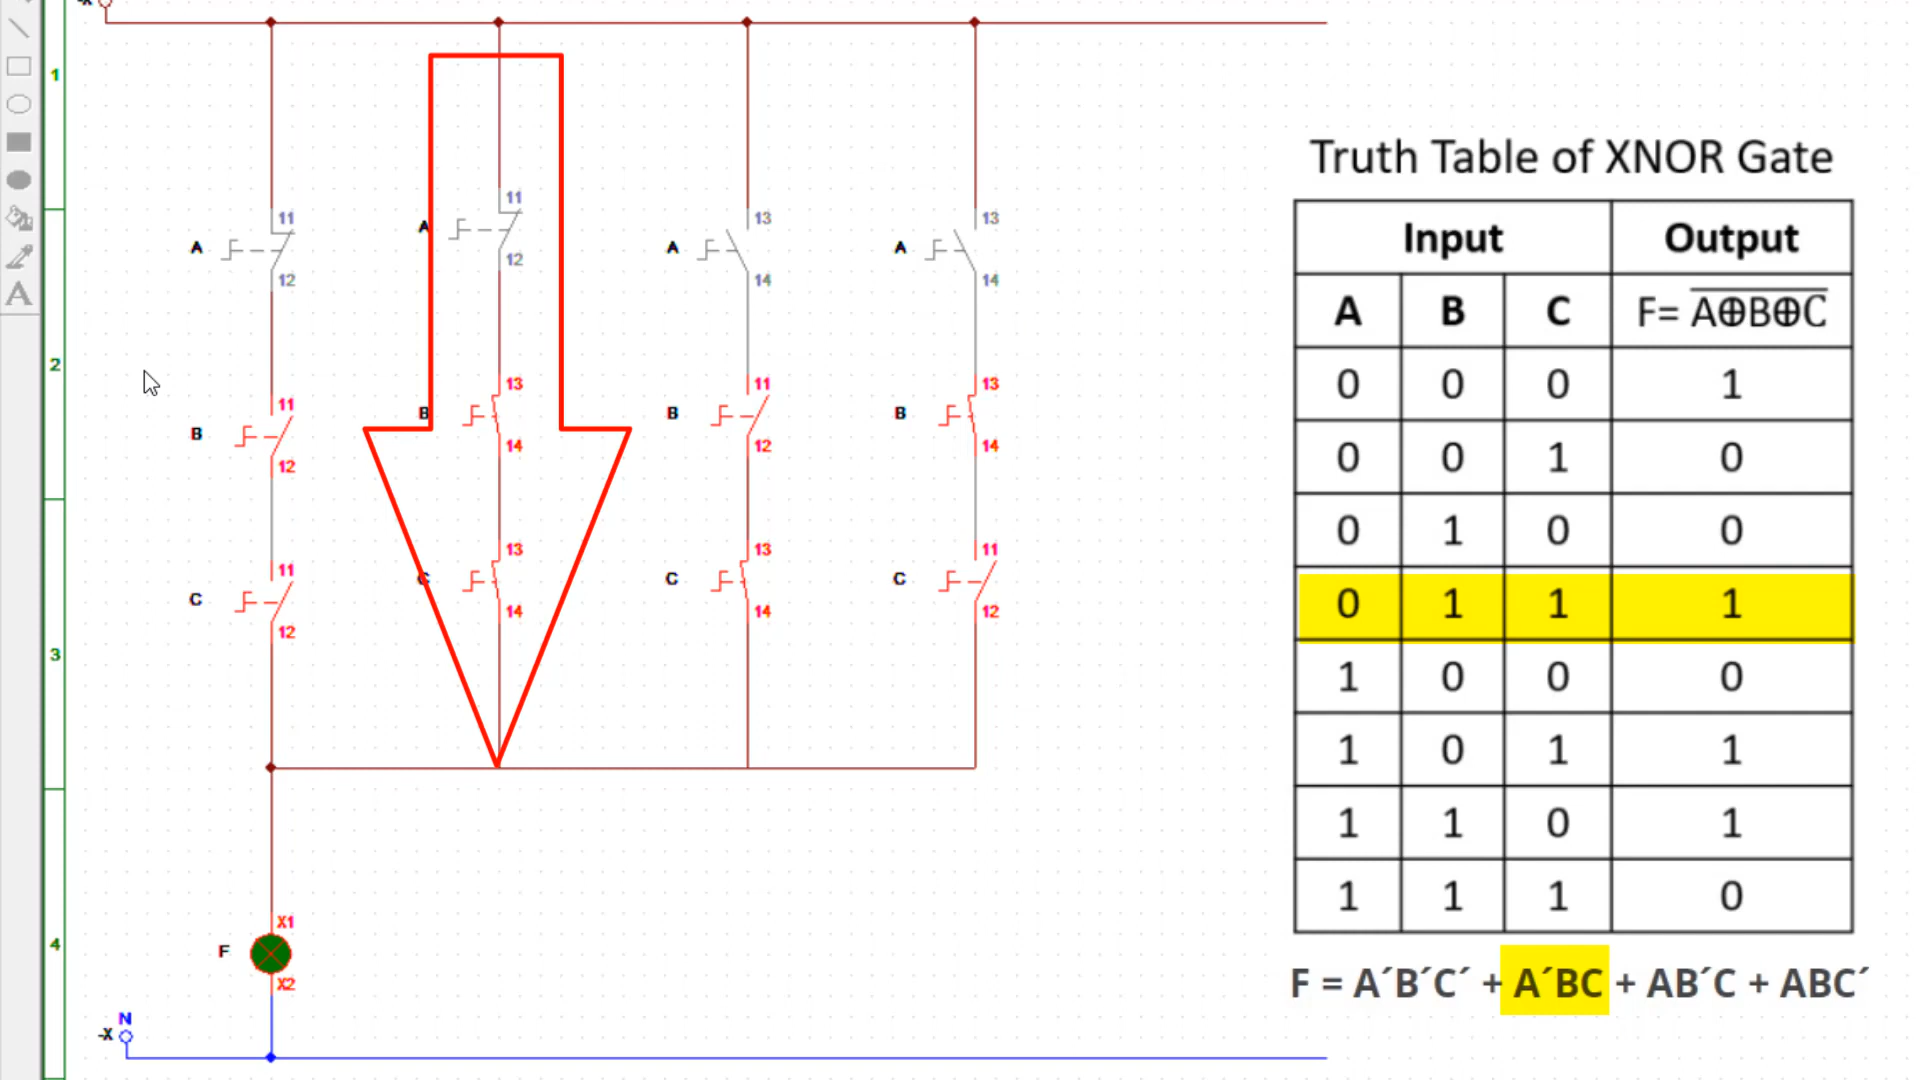 -X
1
11
A
12
11
A
12
13
A
14
13
A
14
2
11
B
12
13
B
14
11
B
12
13
B
14
11
C
12
13
C
14
13
C
14
11
C
12
3
4
X1
F
X2
N
-X
A
Truth Table of XNOR Gate
Input Output
A B C F= A⊕B⊕C
0 0 0 1
0 0 1 0
0 1 0 0
0 1 1 1
1 0 0 0
1 0 1 1
1 1 0 1
1 1 1 0
F = A´B´C´ + A´BC + AB´C + ABC´